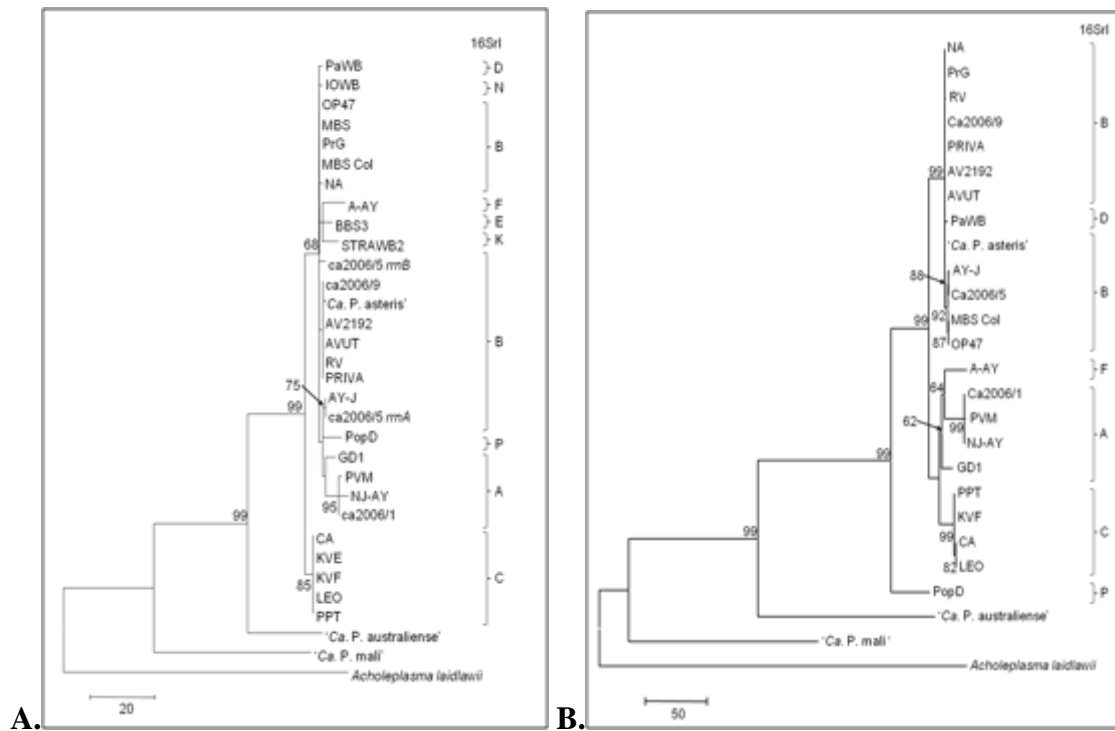 16SrI
PaWB
D
IOWB
N
OP47
MBS
PrG
B
MBS Col
NA
A-AY
F
BBS3
E
STRAWB2
K
68
ca2006/5 rrnB
ca2006/9
'Ca. P. asteris'
AV2192
B
AVUT
RV
PRIVA
75
AY-J
99
ca2006/5 rrnA
PopD
P
GD1
PVM
A
NJ-AY
95
ca2006/1
99
CA
KVE
KVF
C
85
LEO
PPT
'Ca. P. australiense'
'Ca. P. mali'
Acholeplasma laidlawii
20
A.
16SrI
NA
PrG
RV
Ca2006/9
B
PRIVA
99
AV2192
AVUT
PaWB
D
'Ca. P. asteris'
88
AY-J
Ca2006/5
B
92
MBS Col
99
87
OP47
A-AY
F
64
Ca2006/1
62
PVM
A
99
NJ-AY
99
GD1
PPT
KVF
C
99
CA
82
LEO
99
PopD
P
'Ca. P. australiense'
'Ca. P. mali'
Acholeplasma laidlawii
50
B.